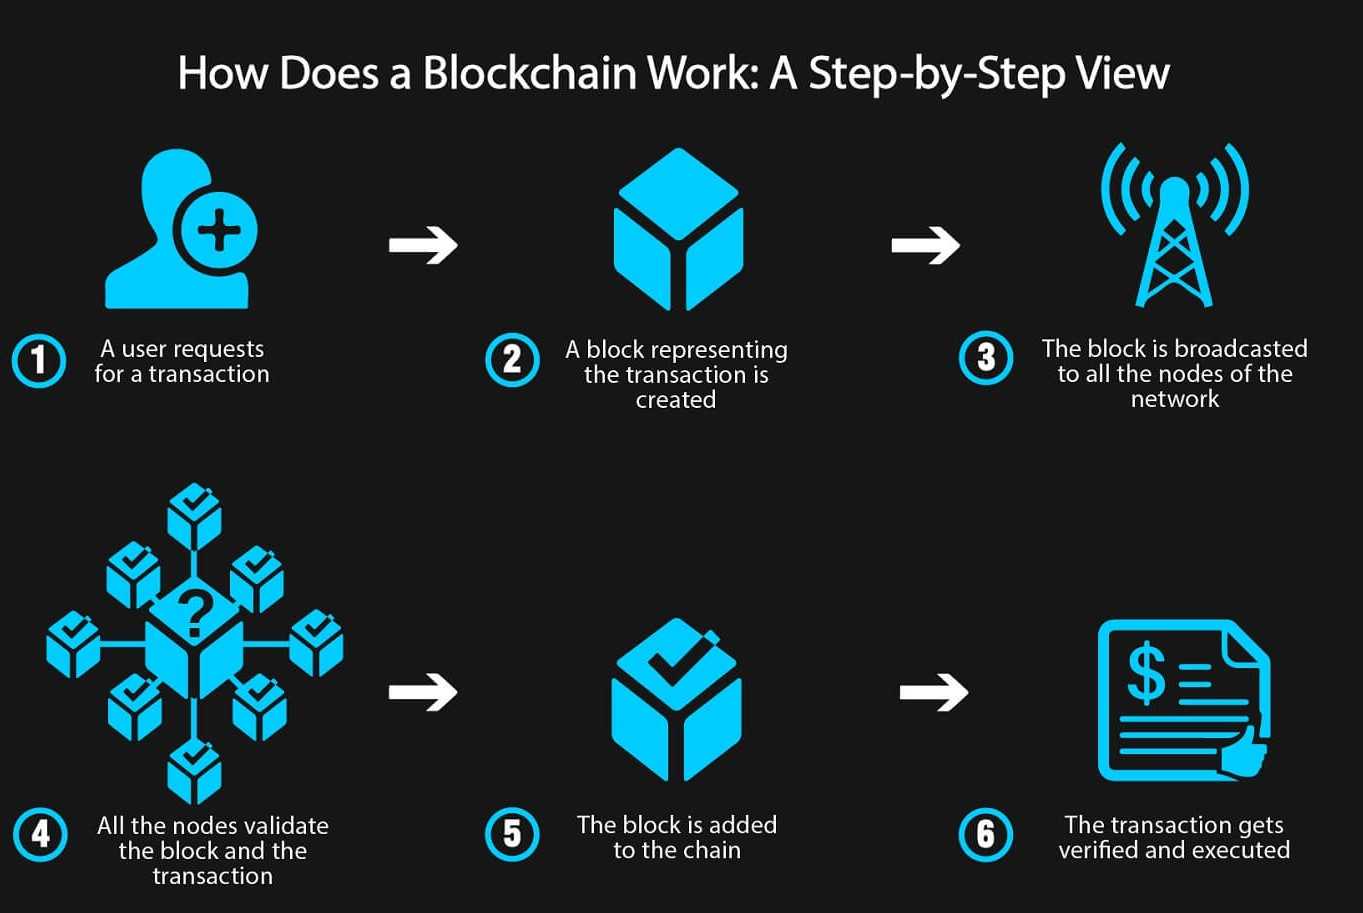 How Does a Blockchain Work: A Step-by-Step View
1
A user requests
for a transaction
2
A block representing
the transaction is
created
3
The block is broadcasted
to all the nodes of the
network
?
4
All the nodes validate
the block and the
transaction
5
The block is added
to the chain
$
6
The transaction gets
verified and executed